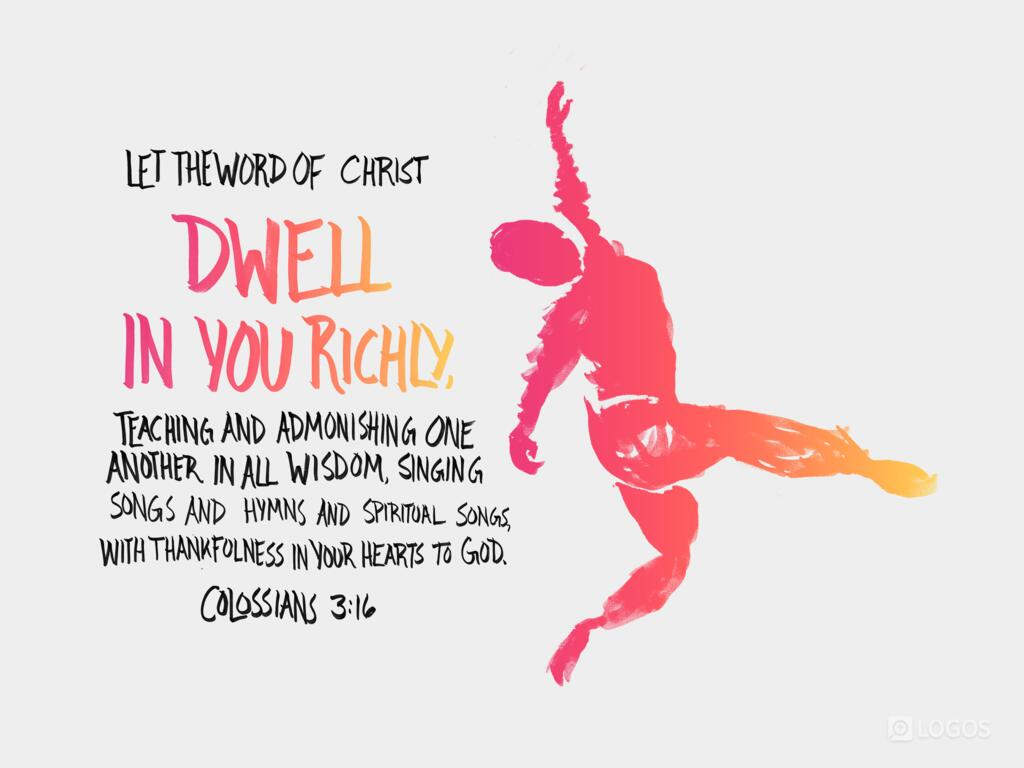 LET THE WORD OF CHRIST
DWELL
IN YOU RICHLY,
TEACHING AND ADMONISHING ONE
ANOTHER IN ALL WISDOM, SINGING
SONGS AND HYMNS AND SPIRITUAL SONGS,
WITH THANKFOLNESS IN YOUR HEARTS TO GOD.
COLOSSIANS 3:16
LOGOS